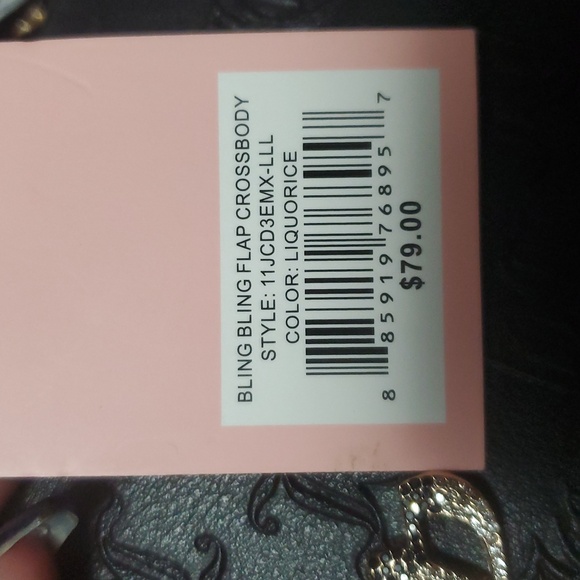 BLING BLING FLAP CROSSBODY
STYLE: 11JCD3EMX-LLL
COLOR: LIQUORICE
8 85919 76895 7
$79.00